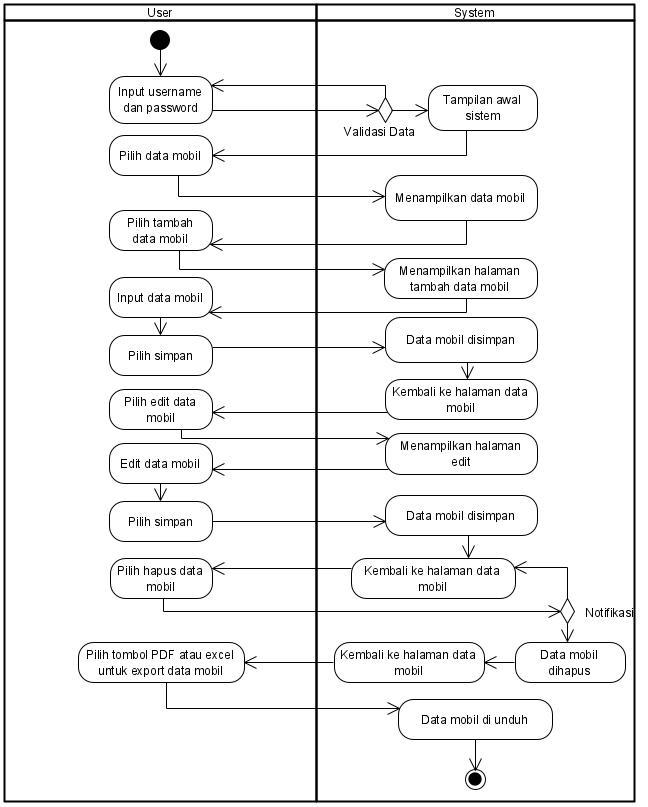 User
System
Input username
dan password
Validasi Data
Tampilan awal
sistem
Pilih data mobil
Menampilkan data mobil
Pilih tambah
data mobil
Menampilkan halaman
tambah data mobil
Input data mobil
Pilih simpan
Data mobil disimpan
Kembali ke halaman data
mobil
Pilih edit data
mobil
Menampilkan halaman
edit
Edit data mobil
Pilih simpan
Data mobil disimpan
Kembali ke halaman data
mobil
Pilih hapus data
mobil
Notifikasi
Data mobil
dihapus
Kembali ke halaman data
mobil
Pilih tombol PDF atau excel
untuk export data mobil
Data mobil di unduh